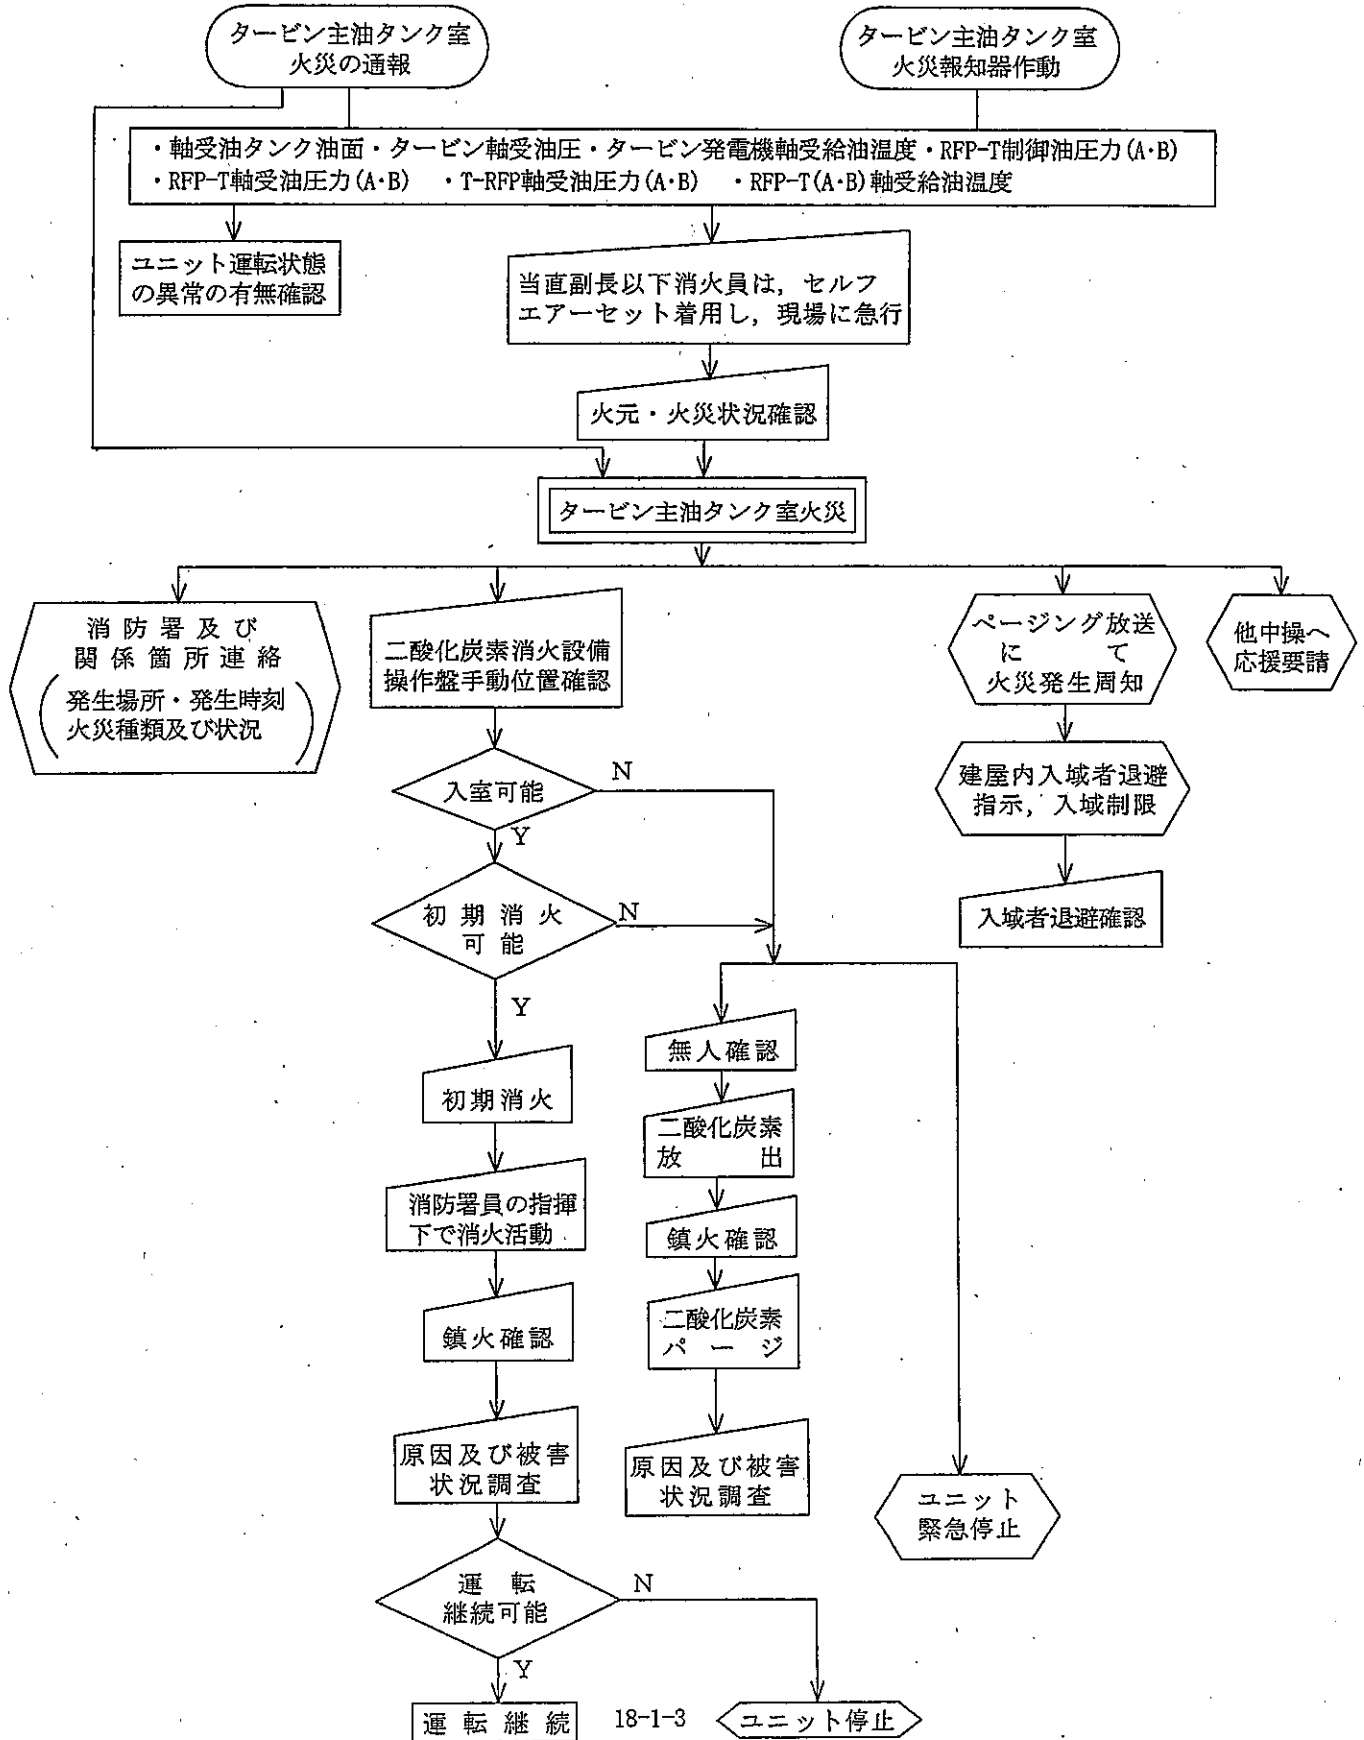 タービン主油タンク室
火災の通報
タービン主油タンク室
火災報知器作動
・軸受油タンク油面・タービン軸受油圧・タービン発電機軸受給油温度・RFP-T制御油圧力(A・B)
・RFP-T軸受油圧力(A・B) ・T-RFP軸受油圧力(A・B) ・RFP-T(A・B)軸受給油温度
ユニット運転状態
の異常の有無確認
当直副長以下消火員は，セルフ
エアーセット着用し，現場に急行
火元・火災状況確認
タービン主油タンク室火災
消防署及び
関係箇所連絡
(発生場所・発生時刻
火災種類及び状況)
二酸化炭素消火設備
操作盤手動位置確認
ページング放送
にて
火災発生周知
他中操へ
応援要請
入室可能
N
Y
建屋内入域者退避
指示，入域制限
初期消火
可能
N
Y
入域者退避確認
初期消火
消防署員の指揮
下で消火活動
鎮火確認
原因及び被害
状況調査
無人確認
二酸化炭素
放出
鎮火確認
二酸化炭素
パージ
原因及び被害
状況調査
ユニット
緊急停止
運転
継続可能
N
Y
運転継続
18-1-3
ユニット停止